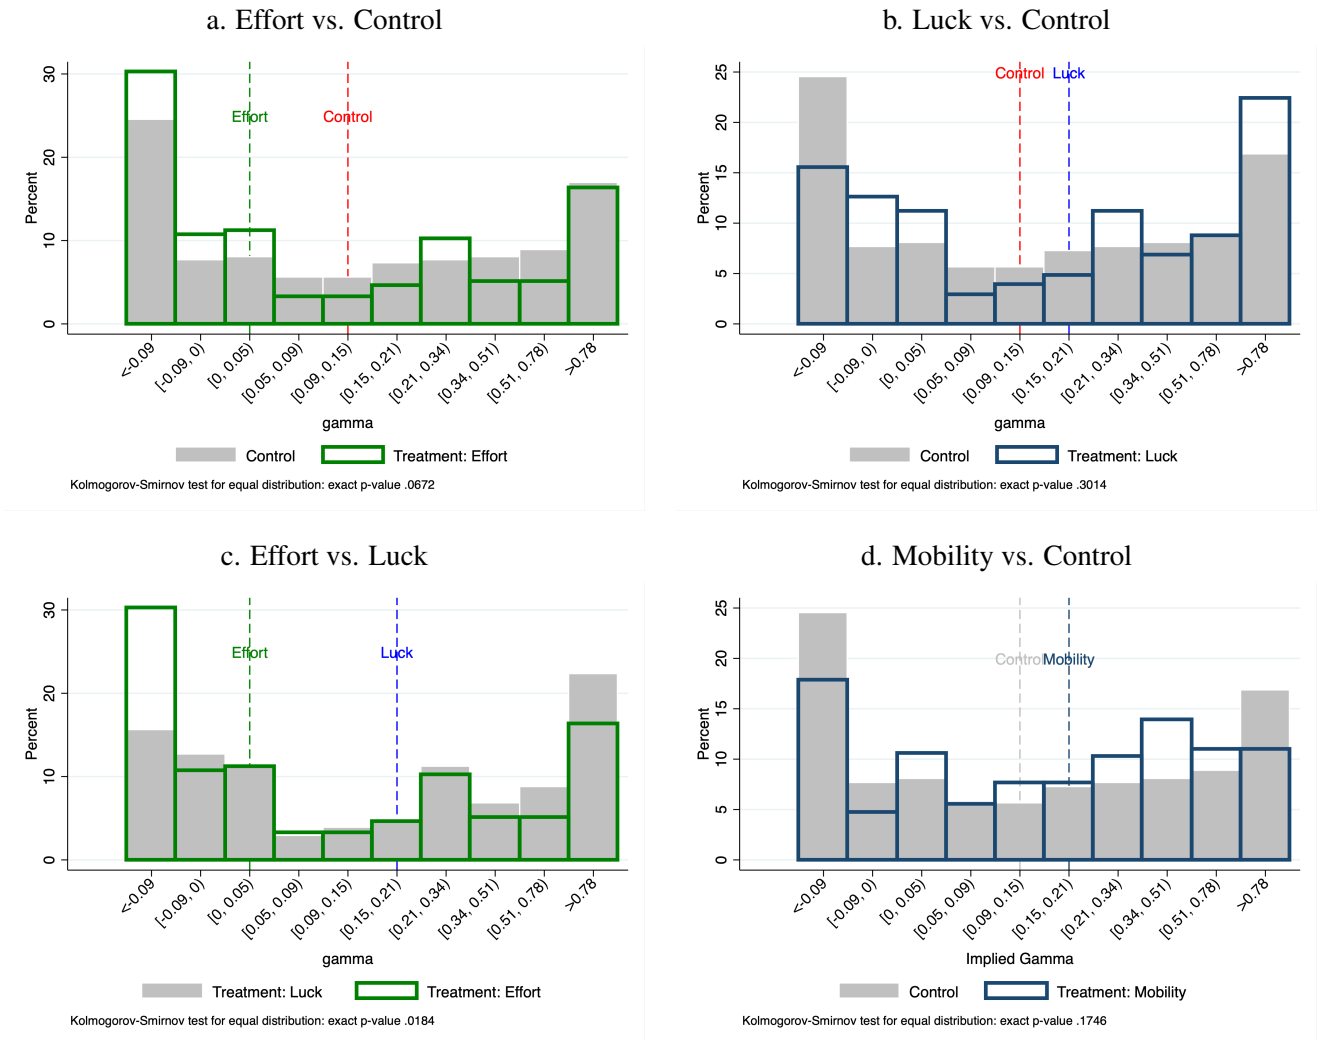 a. Effort vs. Control
30
20
10
0
Percent
Effort
Control
<-0.09
[-0.09, 0)
[0, 0.05)
[0.05, 0.09)
[0.09, 0.15)
[0.15, 0.21)
[0.21, 0.34)
[0.34, 0.51)
[0.51, 0.78)
>0.78
gamma
Control
Treatment: Effort
Kolmogorov-Smirnov test for equal distribution: exact p-value .0672
b. Luck vs. Control
25
20
15
10
5
0
Percent
Control
Luck
<-0.09
[-0.09, 0)
[0, 0.05)
[0.05, 0.09)
[0.09, 0.15)
[0.15, 0.21)
[0.21, 0.34)
[0.34, 0.51)
[0.51, 0.78)
>0.78
gamma
Control
Treatment: Luck
Kolmogorov-Smirnov test for equal distribution: exact p-value .3014
c. Effort vs. Luck
30
20
10
0
Percent
Effort
Luck
<-0.09
[-0.09, 0)
[0, 0.05)
[0.05, 0.09)
[0.09, 0.15)
[0.15, 0.21)
[0.21, 0.34)
[0.34, 0.51)
[0.51, 0.78)
>0.78
gamma
Treatment: Luck
Treatment: Effort
Kolmogorov-Smirnov test for equal distribution: exact p-value .0184
d. Mobility vs. Control
25
20
15
10
5
0
Percent
Control
Mobility
<-0.09
[-0.09, 0)
[0, 0.05)
[0.05, 0.09)
[0.09, 0.15)
[0.15, 0.21)
[0.21, 0.34)
[0.34, 0.51)
[0.51, 0.78)
>0.78
Implied Gamma
Control
Treatment: Mobility
Kolmogorov-Smirnov test for equal distribution: exact p-value .1746